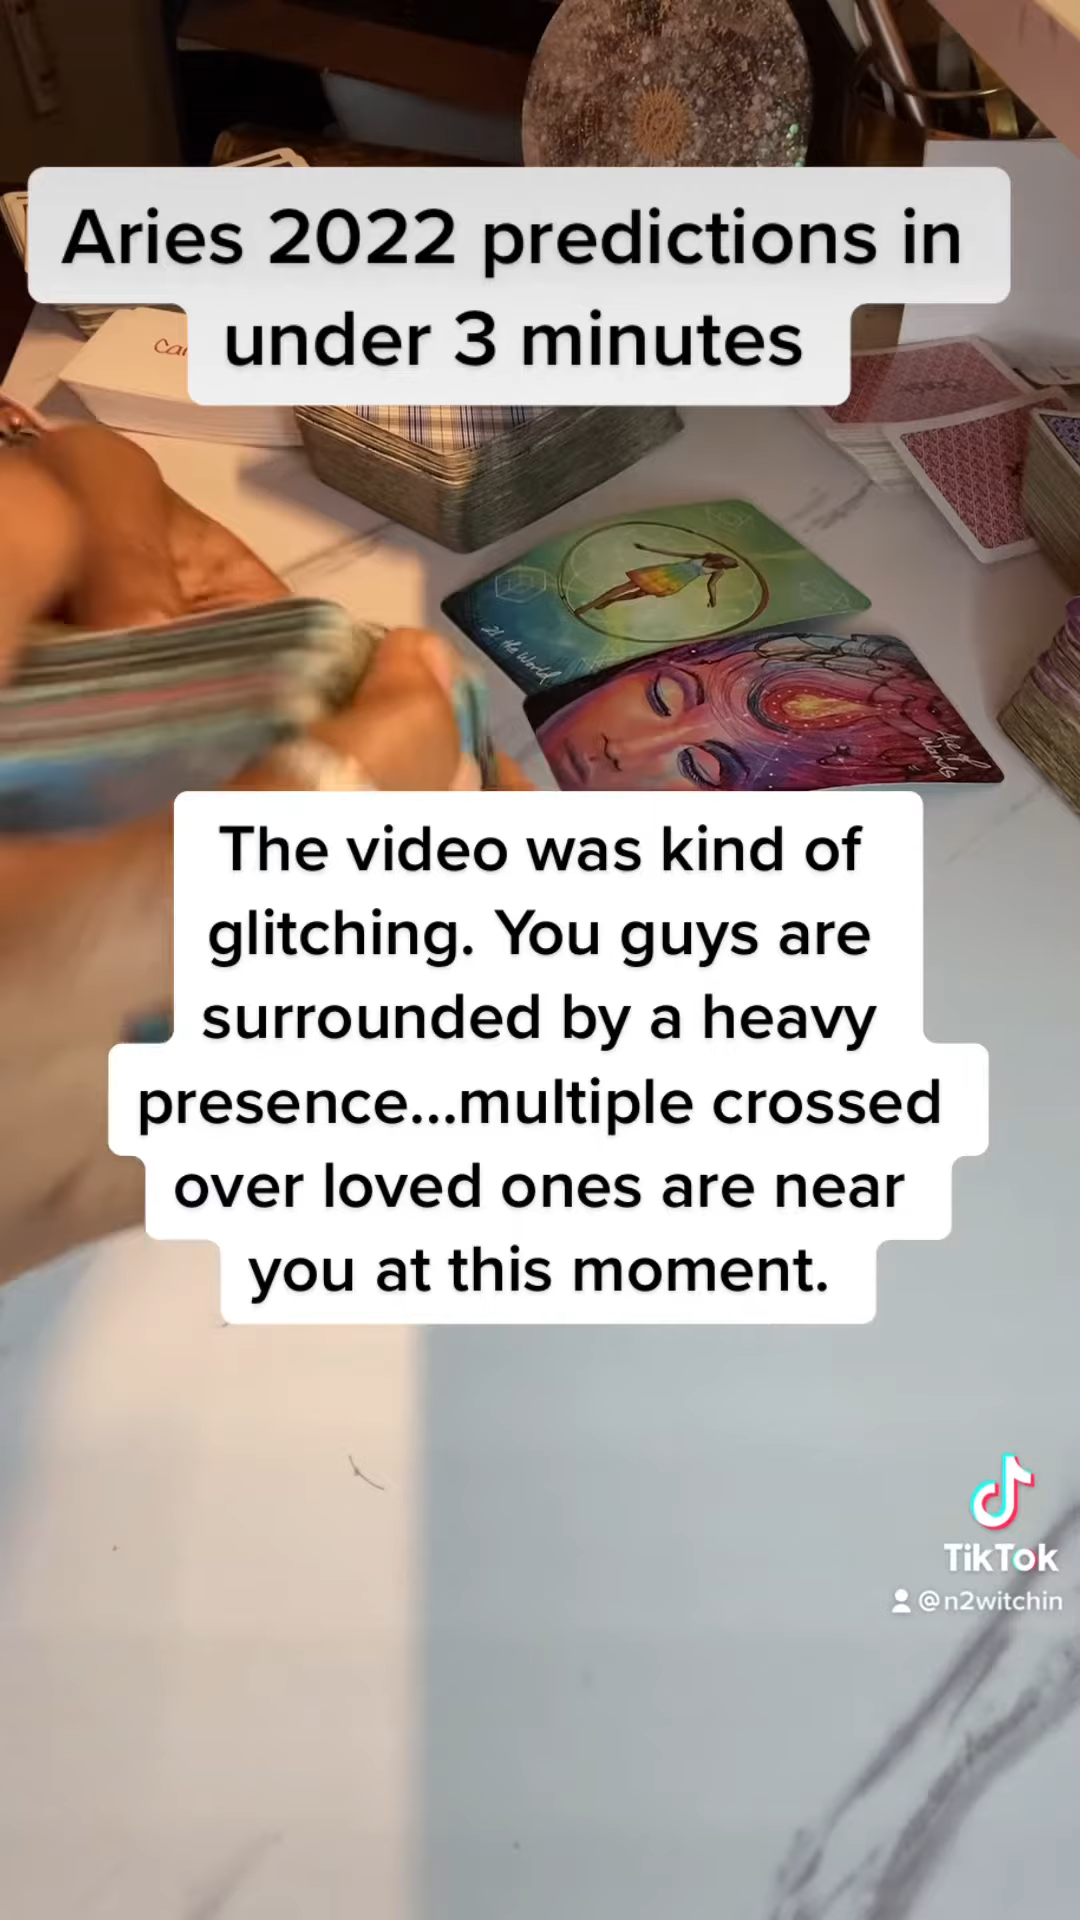 Aries 2022 predictions in
under 3 minutes
21 the World
The video was kind of
glitching. You guys are
surrounded by a heavy
presence...multiple crossed
over loved ones are near
you at this moment.
TikTok
@n2witchin